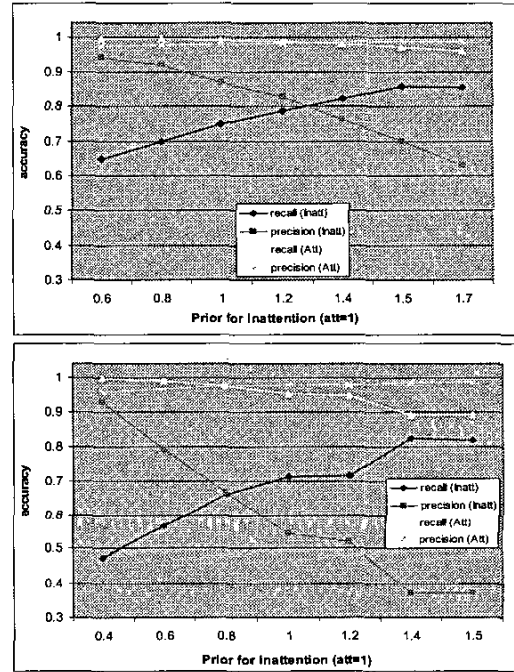 1
0.9
0.8
0.7
0.6
0.5
0.4
0.3
accuracy
recall (Inatt)
precision (Inatt)
recall (Att)
precision (Att)
0.6 0.8 1 1.2 1.4 1.5 1.7
Prior for Inattention (att=1)
1
0.9
0.8
0.7
0.6
0.5
0.4
0.3
accuracy
recall (Inatt)
precision (Inatt)
recall (Att)
precision (Att)
0.4 0.6 0.8 1 1.2 1.4 1.5
Prior for Inattention (att=1)